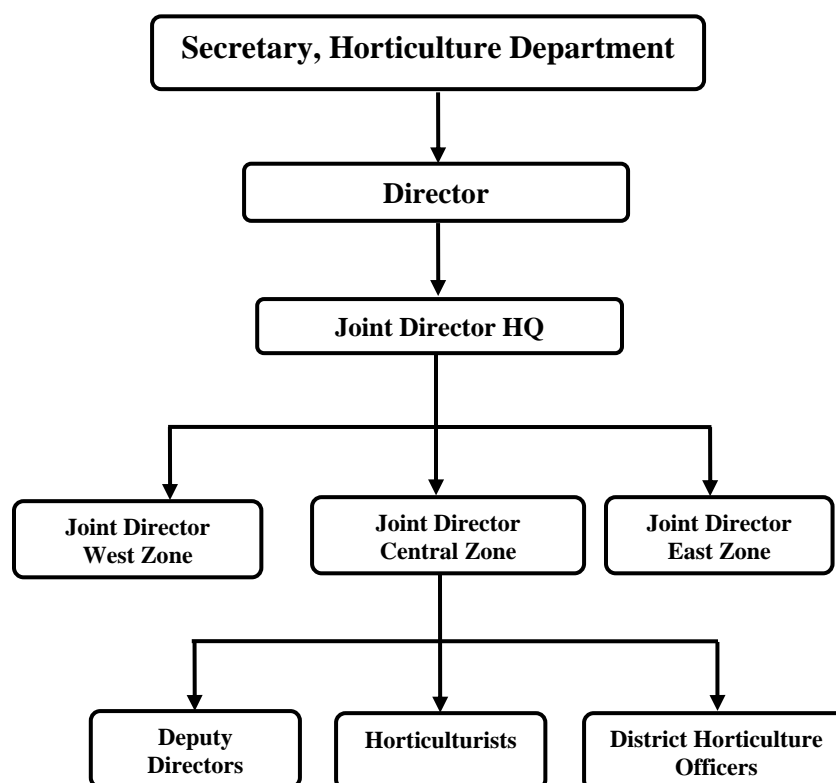 Secretary, Horticulture Department
Director
Joint Director HQ
Joint Director
West Zone
Joint Director
Central Zone
Joint Director
East Zone
Deputy
Directors
Horticulturists
District Horticulture
Officers